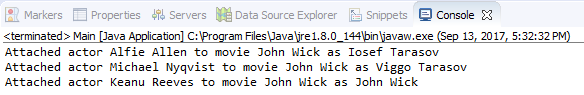 Markers Properties Servers Data Source Explorer Snippets Console
<terminated> Main [Java Application] C:\Program Files\Java\jre1.8.0_144\bin\javaw.exe (Sep 13, 2017, 5:32:32 PM)
Attached actor Alfie Allen to movie John Wick as Iosef Tarasov
Attached actor Michael Nyqvist to movie John Wick as Viggo Tarasov
Attached actor Keanu Reeves to movie John Wick as John Wick